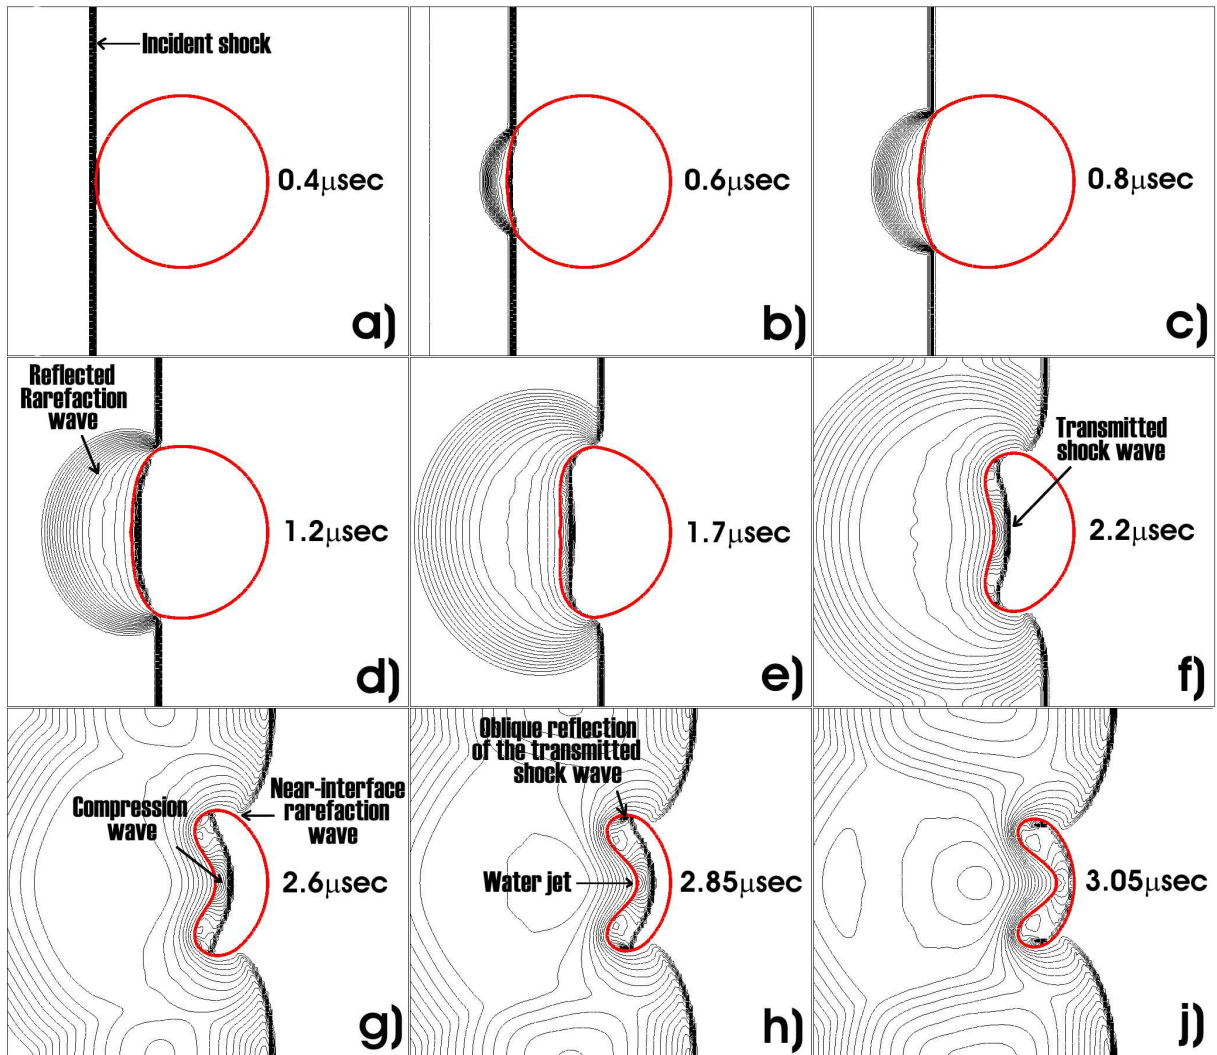 Incident shock
0.4μsec
a)
0.6μsec
b)
0.8μsec
c)
Reflected
Rarefaction
wave
1.2μsec
d)
1.7μsec
e)
Transmitted
shock wave
2.2μsec
f)
Compression
wave
Near-interface
rarefaction
wave
2.6μsec
g)
Oblique reflection
of the transmitted
shock wave
Water jet
2.85μsec
h)
3.05μsec
j)